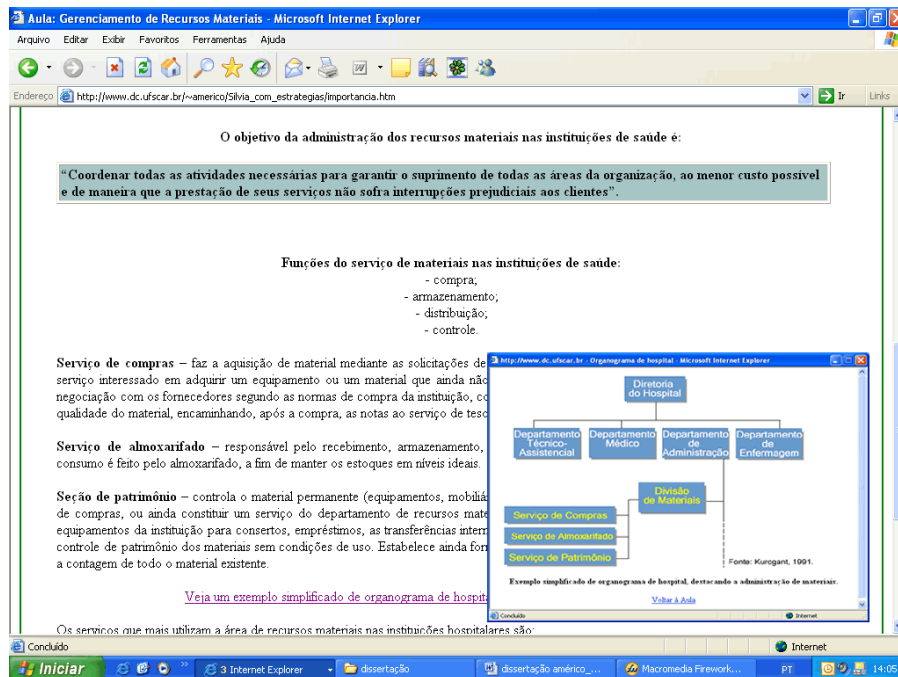 Aula: Gerenciamento de Recursos Materiais - Microsoft Internet Explorer
Arquivo Editar Exibir Favoritos Ferramentas Ajuda
Endereço http://www.dc.ufscar.br/~americo/Silvia_com_estrategias/importancia.htm Ir Links
O objetivo da administração dos recursos materiais nas instituições de saúde é:
“Coordenar todas as atividades necessárias para garantir o suprimento de todas as áreas da organização, ao menor custo possível
e de maneira que a prestação de seus serviços não sofra interrupções prejudiciais aos clientes”.
Funções do serviço de materiais nas instituições de saúde:
- compra;
- armazenamento;
- distribuição;
- controle.
Serviço de compras – faz a aquisição de material mediante as solicitações de
serviço interessado em adquirir um equipamento ou um material que ainda não
negociação com os fornecedores segundo as normas de compra da instituição, co
qualidade do material, encaminhando, após a compra, as notas ao serviço de teso
Serviço de almoxarifado – responsável pelo recebimento, armazenamento,
consumo é feito pelo almoxarifado, a fim de manter os estoques em níveis ideais.
Seção de patrimônio – controla o material permanente (equipamentos, mobiliár
de compras, ou ainda constituir um serviço do departamento de recursos mate
equipamentos da instituição para consertos, empréstimos, as transferências intern
controle de patrimônio dos materiais sem condições de uso. Estabelece ainda for
a contagem de todo o material existente.
Veja um exemplo simplificado de organograma de hospita
Os serviços que mais utilizam a área de recursos materiais nas instituições hospitalares são:
http://www.dc.ufscar.br - Organograma de hospital - Microsoft Internet Explorer
Diretoria
do Hospital
Departamento
Técnico-
Assistencial
Departamento
Médico
Departamento
de
Administração
Departamento
de
Enfermagem
Divisão
de Materiais
Serviço de Compras
Serviço de Almoxarifado
Serviço de Patrimônio
Fonte: Kurcgant, 1991.
Exemplo simplificado de organograma de hospital, destacando a administração de materiais.
Voltar à Aula
Concluído Internet
Concluído Internet
Iniciar 3 Internet Explorer dissertação dissertação américo_... Macromedia Firework... PT 14:05